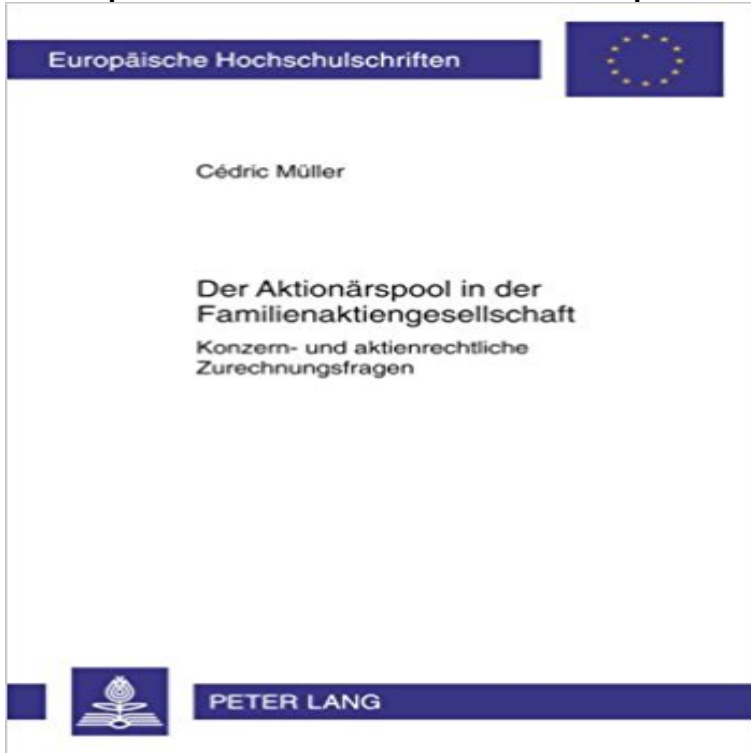 Europäische Hochschulschriften
Cédric Müller
Der Aktionärspool in der
Familienaktiengesellschaft
Konzern- und aktienrechtliche
Zurechnungsfragen
PETER LANG